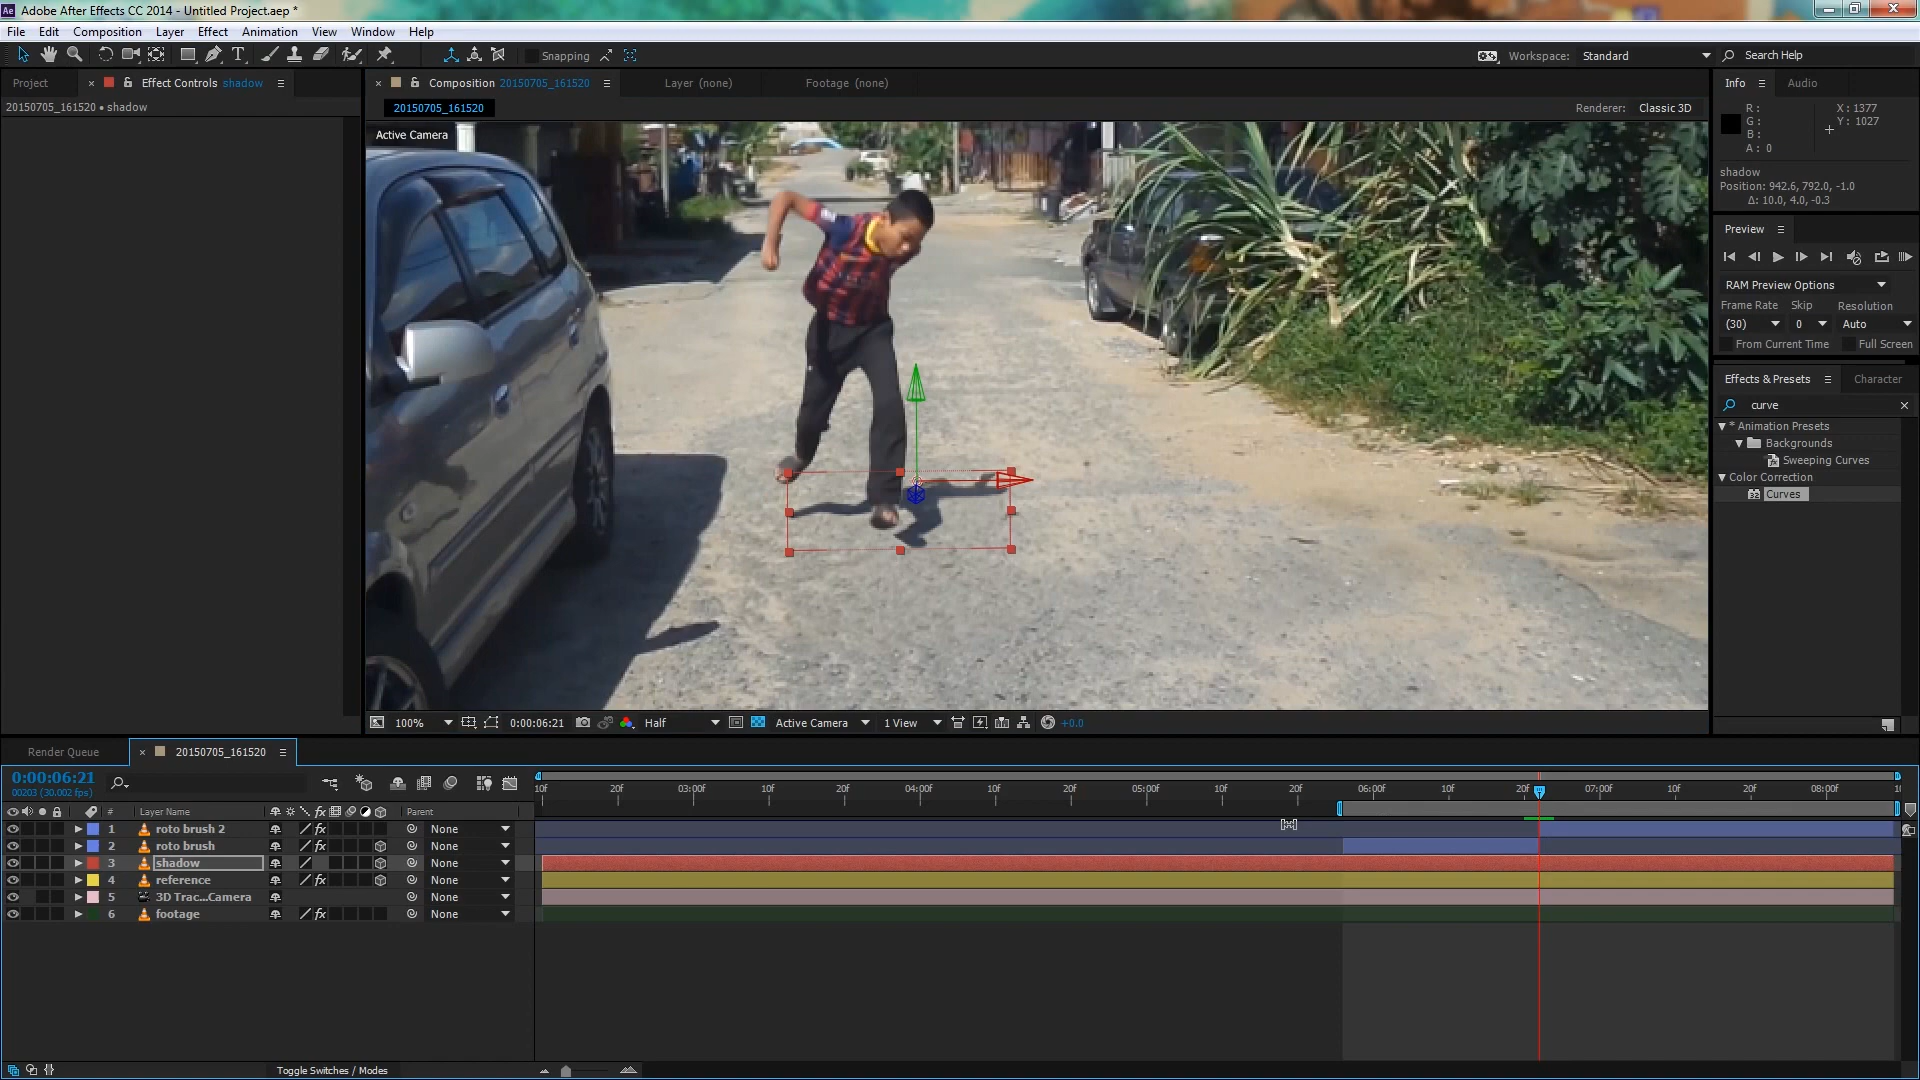 Adobe After Effects CC 2014 - Untitled Project.aep *
File Edit Composition Layer Effect Animation View Window Help
Snapping
Workspace: Standard
Search Help
Project
Effect Controls shadow
Composition 20150705_161520
Layer (none)
Footage (none)
Info
Audio
20150705_161520 • shadow
20150705_161520
Renderer: Classic 3D
Active Camera
R :
G :
B :
A : 0
X : 1377
Y : 1027
shadow
Position: 942.6, 792.0, -1.0
Δ: 10.0, 4.0, -0.3
Preview
RAM Preview Options
Frame Rate Skip Resolution
(30) 0 Auto
From Current Time Full Screen
Effects & Presets
Character
curve
* Animation Presets
Backgrounds
Sweeping Curves
Color Correction
32 Curves
100%
0:00:06:21
Half
Active Camera
1 View
+0.0
Render Queue
20150705_161520
0:00:06:21
00203 (30.002 fps)
:10f 20f 03:00f 10f 20f 04:00f 10f 20f 05:00f 10f 20f 06:00f 10f 20f 07:00f 10f 20f 08:00f 10
# Layer Name fx Parent
1 roto brush 2 fx None
2 roto brush fx None
3 shadow None
4 reference fx None
5 3D Trac...Camera None
6 footage fx None
Toggle Switches / Modes